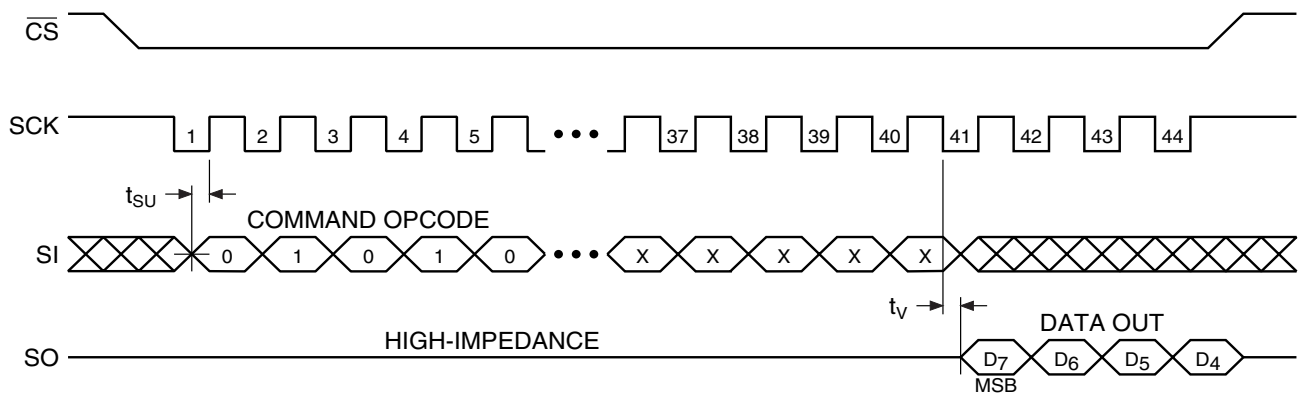 CS
SCK
1 2 3 4 5 37 38 39 40 41 42 43 44
tSU
COMMAND OPCODE
SI
0 1 0 1 0 X X X X X
tV
DATA OUT
HIGH-IMPEDANCE
SO
D7 D6 D5 D4
MSB